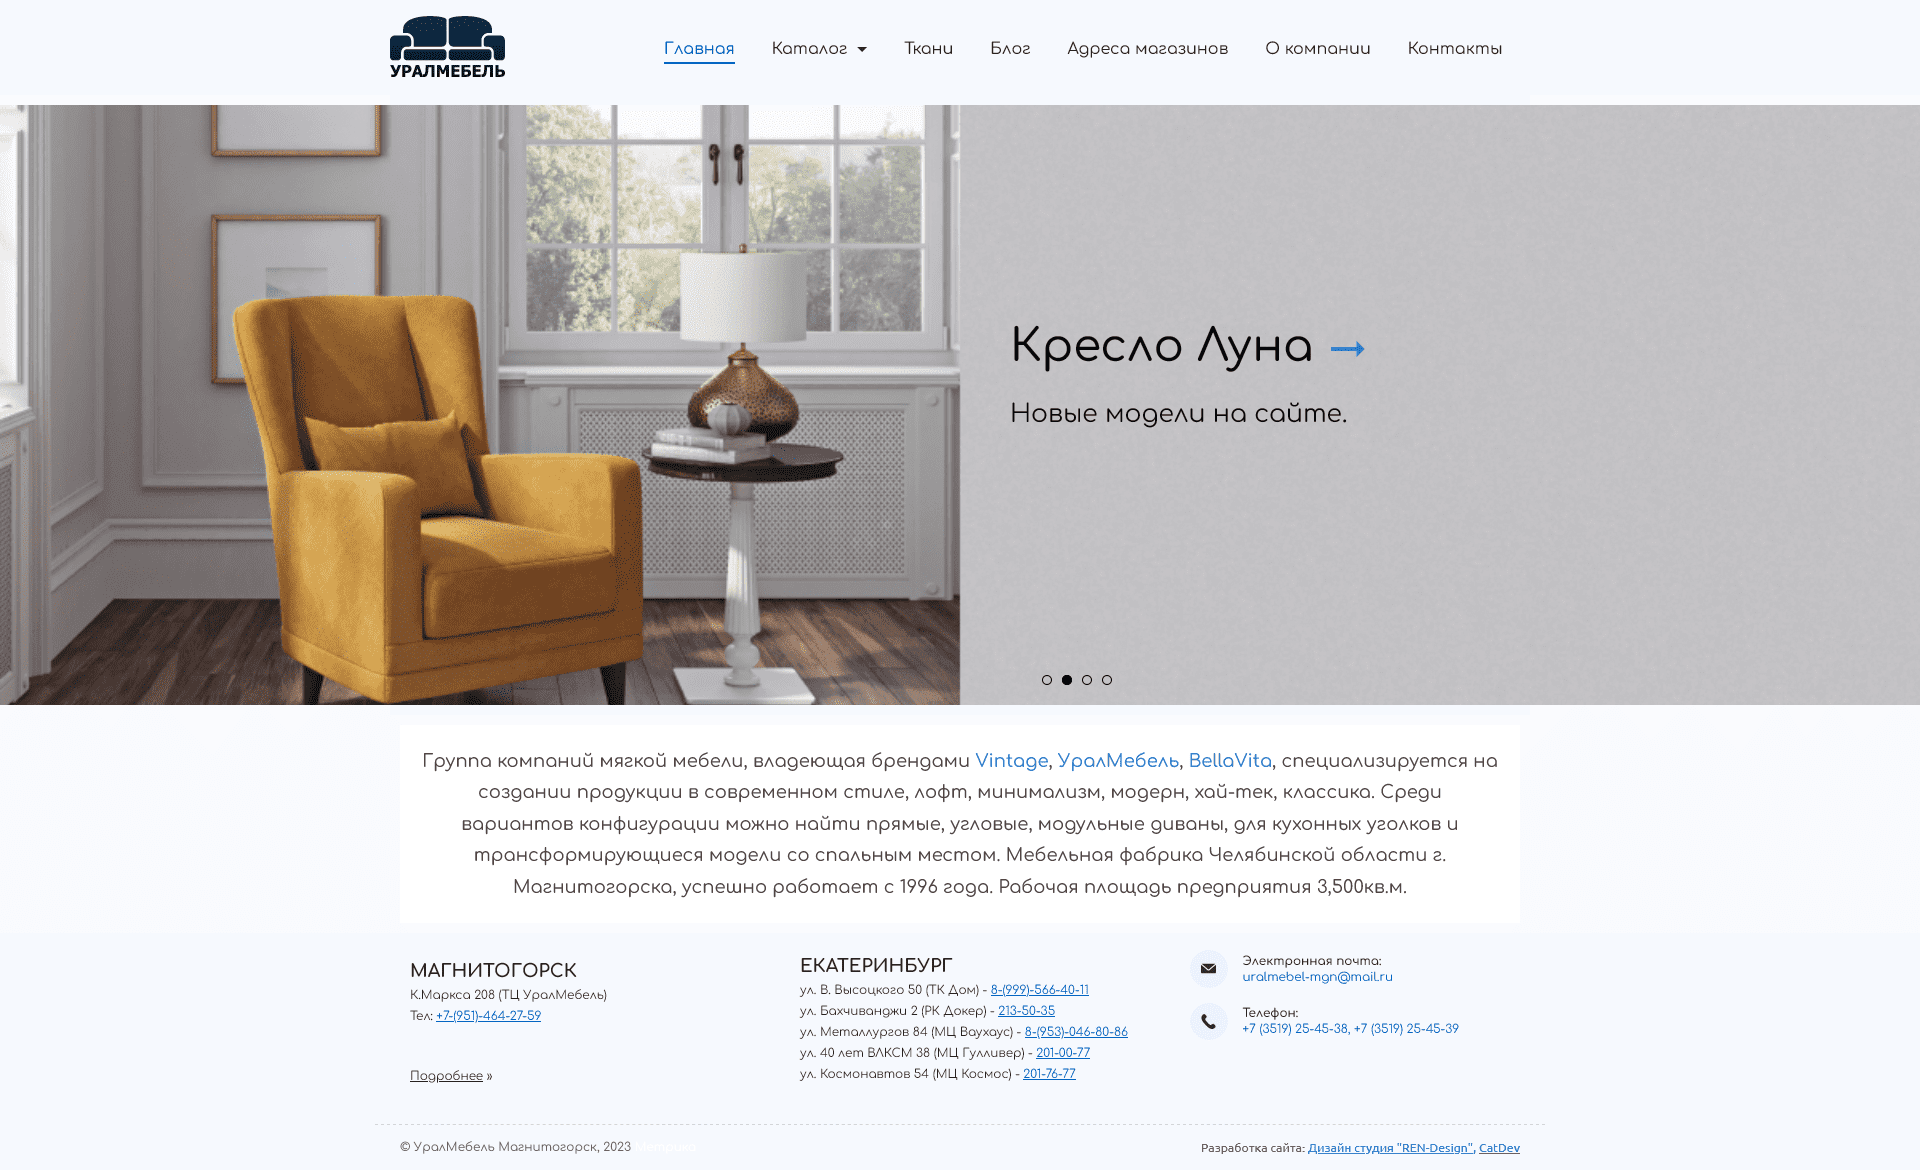 УРАЛМЕБЕЛЬ
Главная Каталог Ткани Блог Адреса магазинов О компании Контакты
Кресло Луна
Новые модели на сайте.
Группа компаний мягкой мебели, владеющая брендами Vintage, УралМебель, BellaVita, специализируется на
создании продукции в современном стиле, лофт, минимализм, модерн, хай-тек, классика. Среди
вариантов конфигурации можно найти прямые, угловые, модульные диваны, для кухонных уголков и
трансформирующиеся модели со спальным местом. Мебельная фабрика Челябинской области г.
Магнитогорска, успешно работает с 1996 года. Рабочая площадь предприятия 3,500кв.м.
МАГНИТОГОРСК
К.Маркса 208 (ТЦ УралМебель)
Тел: +7-(951)-464-27-59
Подробнее »
ЕКАТЕРИНБУРГ
ул. В. Высоцкого 50 (ТК Дом) - 8-(999)-566-40-11
ул. Бахчиванджи 2 (РК Докер) - 213-50-35
ул. Металлургов 84 (МЦ Ваухаус) - 8-(953)-046-80-86
ул. 40 лет ВЛКСМ 38 (МЦ Гулливер) - 201-00-77
ул. Космонавтов 54 (МЦ Космос) - 201-76-77
Электронная почта:
uralmebel-mgn@mail.ru
Телефон:
+7 (3519) 25-45-38, +7 (3519) 25-45-39
© УралМебель Магнитогорск, 2023
Разработка сайта: Дизайн студия "REN-Design", CatDev